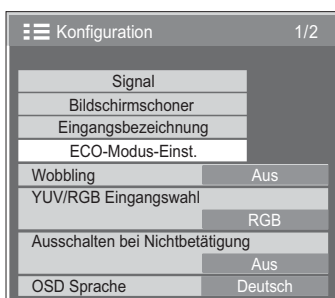 Konfiguration 1/2
Signal
Bildschirmschoner
Eingangsbezeichnung
ECO-Modus-Einst.
Wobbling Aus
YUV/RGB Eingangswahl
RGB
Ausschalten bei Nichtbetätigung
Aus
OSD Sprache Deutsch